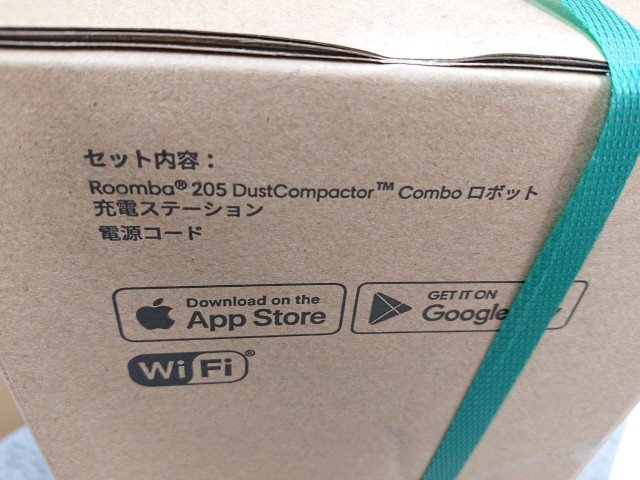 セット内容：
Roomba® 205 DustCompactor™ Combo ロボット
充電ステーション
電源コード
Download on the
App Store
GET IT ON
Google
WiFi®